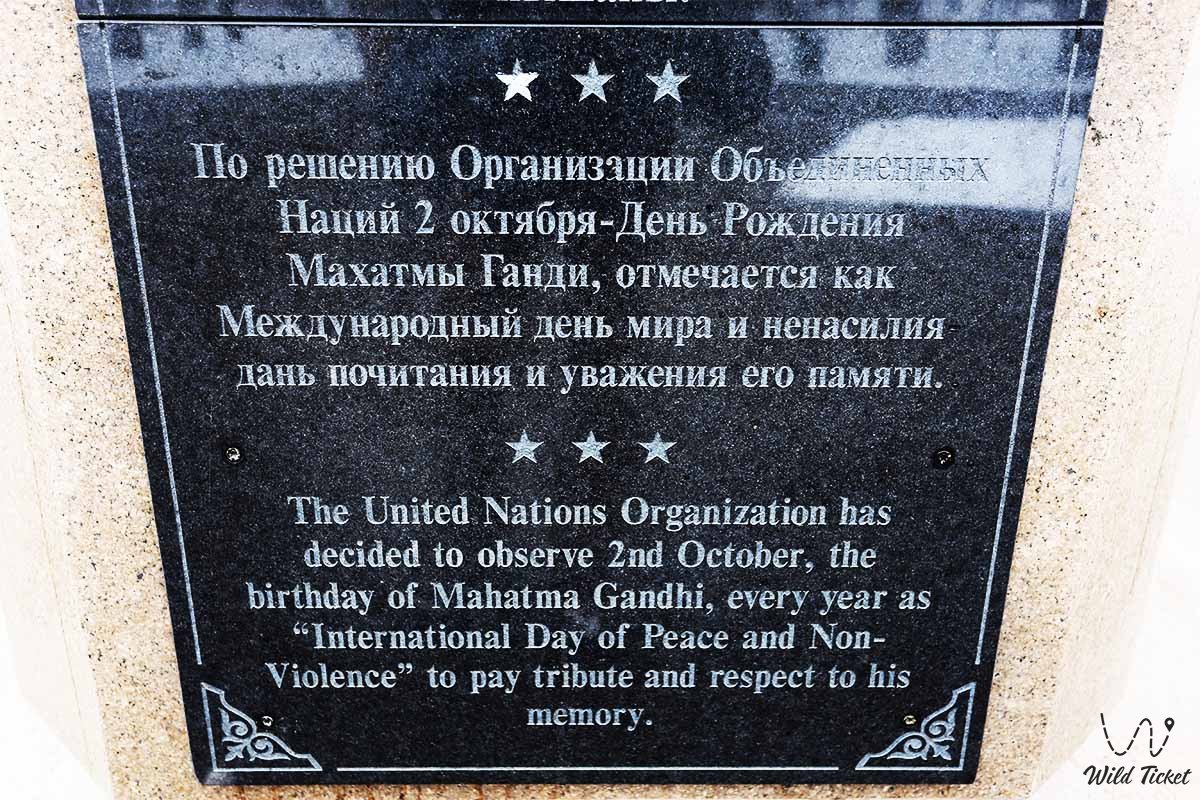 По решению Организации Объединенных
Наций 2 октября-День Рождения
Махатмы Ганди, отмечается как
Международный день мира и ненасилия
дань почитания и уважения его памяти.
The United Nations Organization has
decided to observe 2nd October, the
birthday of Mahatma Gandhi, every year as
“International Day of Peace and Non-
Violence” to pay tribute and respect to his
memory.
Wild Ticket